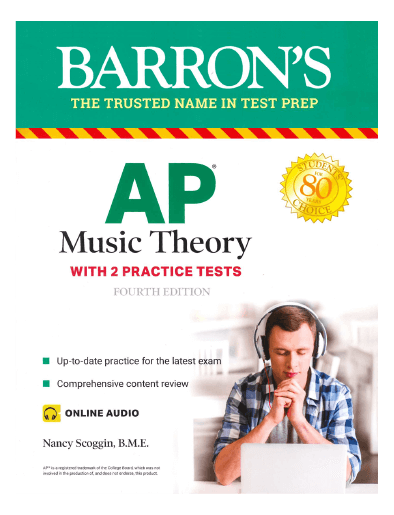 BARRON'S
THE TRUSTED NAME IN TEST PREP
AP®
STUDENTS'
FOR
80
YEARS
CHOICE
Music Theory
WITH 2 PRACTICE TESTS
FOURTH EDITION
Up-to-date practice for the latest exam
Comprehensive content review
ONLINE AUDIO
Nancy Scoggin, B.M.E.
AP® is a registered trademark of the College Board, which was not
involved in the production of, and does not endorse, this product.